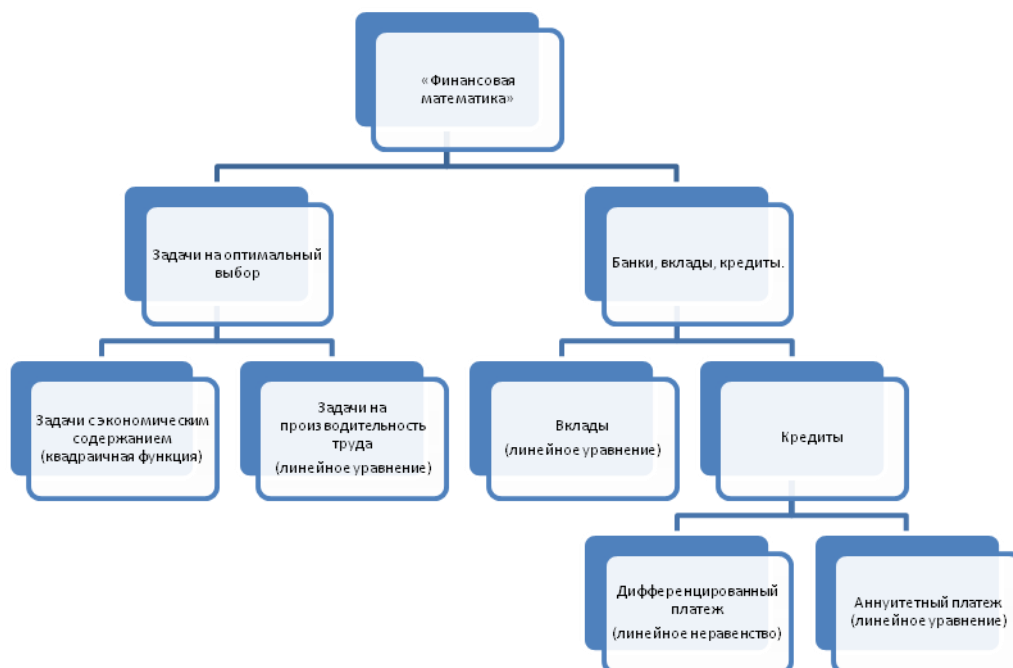 «Финансовая
математика»
Задачи на оптимальный
выбор
Банки, вклады, кредиты.
Задачи с экономическим
содержанием
(квадраичная функция)
Задачи на
производительность
труда
(линейное уравнение)
Вклады
(линейное уравнение)
Кредиты
Дифференцированный
платеж
(линейное неравенство)
Аннуитетный платеж
(линейное уравнение)